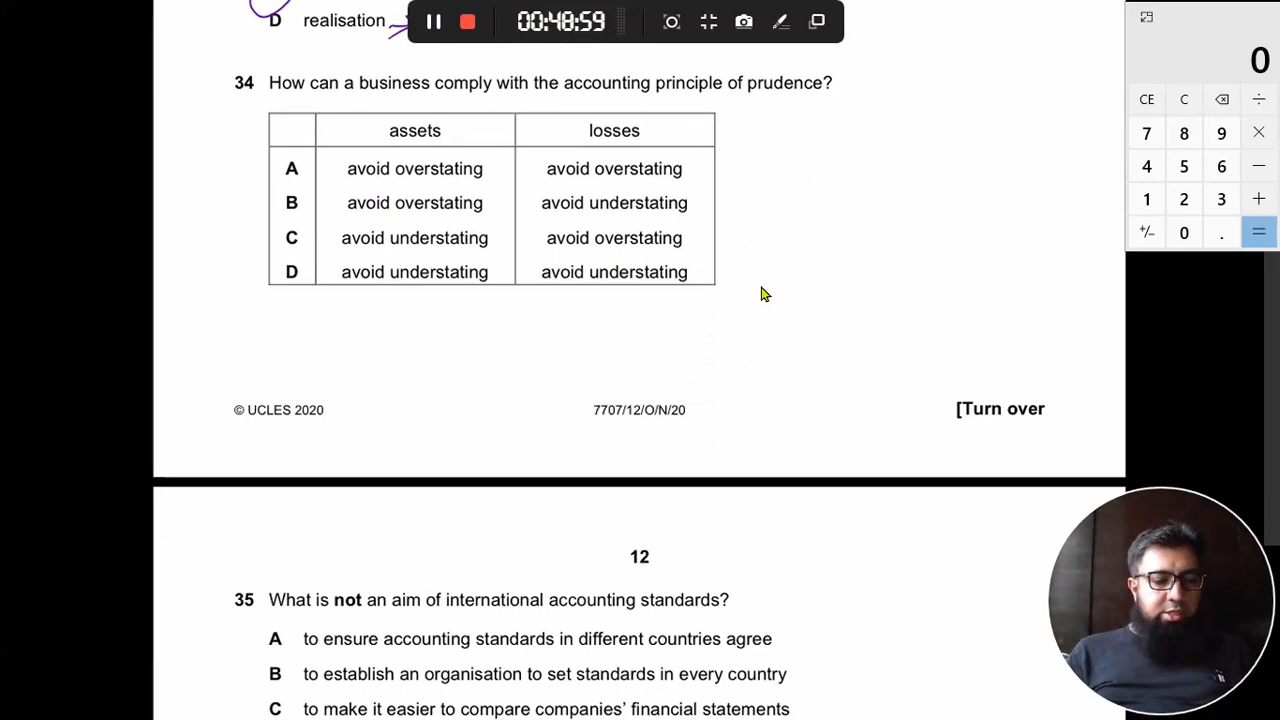 D realisation
00:48:59
34 How can a business comply with the accounting principle of prudence?
assets losses
A avoid overstating avoid overstating
B avoid overstating avoid understating
C avoid understating avoid overstating
D avoid understating avoid understating
© UCLES 2020 7707/12/O/N/20 [Turn over
12
35 What is not an aim of international accounting standards?
A to ensure accounting standards in different countries agree
B to establish an organisation to set standards in every country
C to make it easier to compare companies’ financial statements
0
CE C ⌫ ÷
7 8 9 ×
4 5 6 −
1 2 3 +
+/- 0 . =